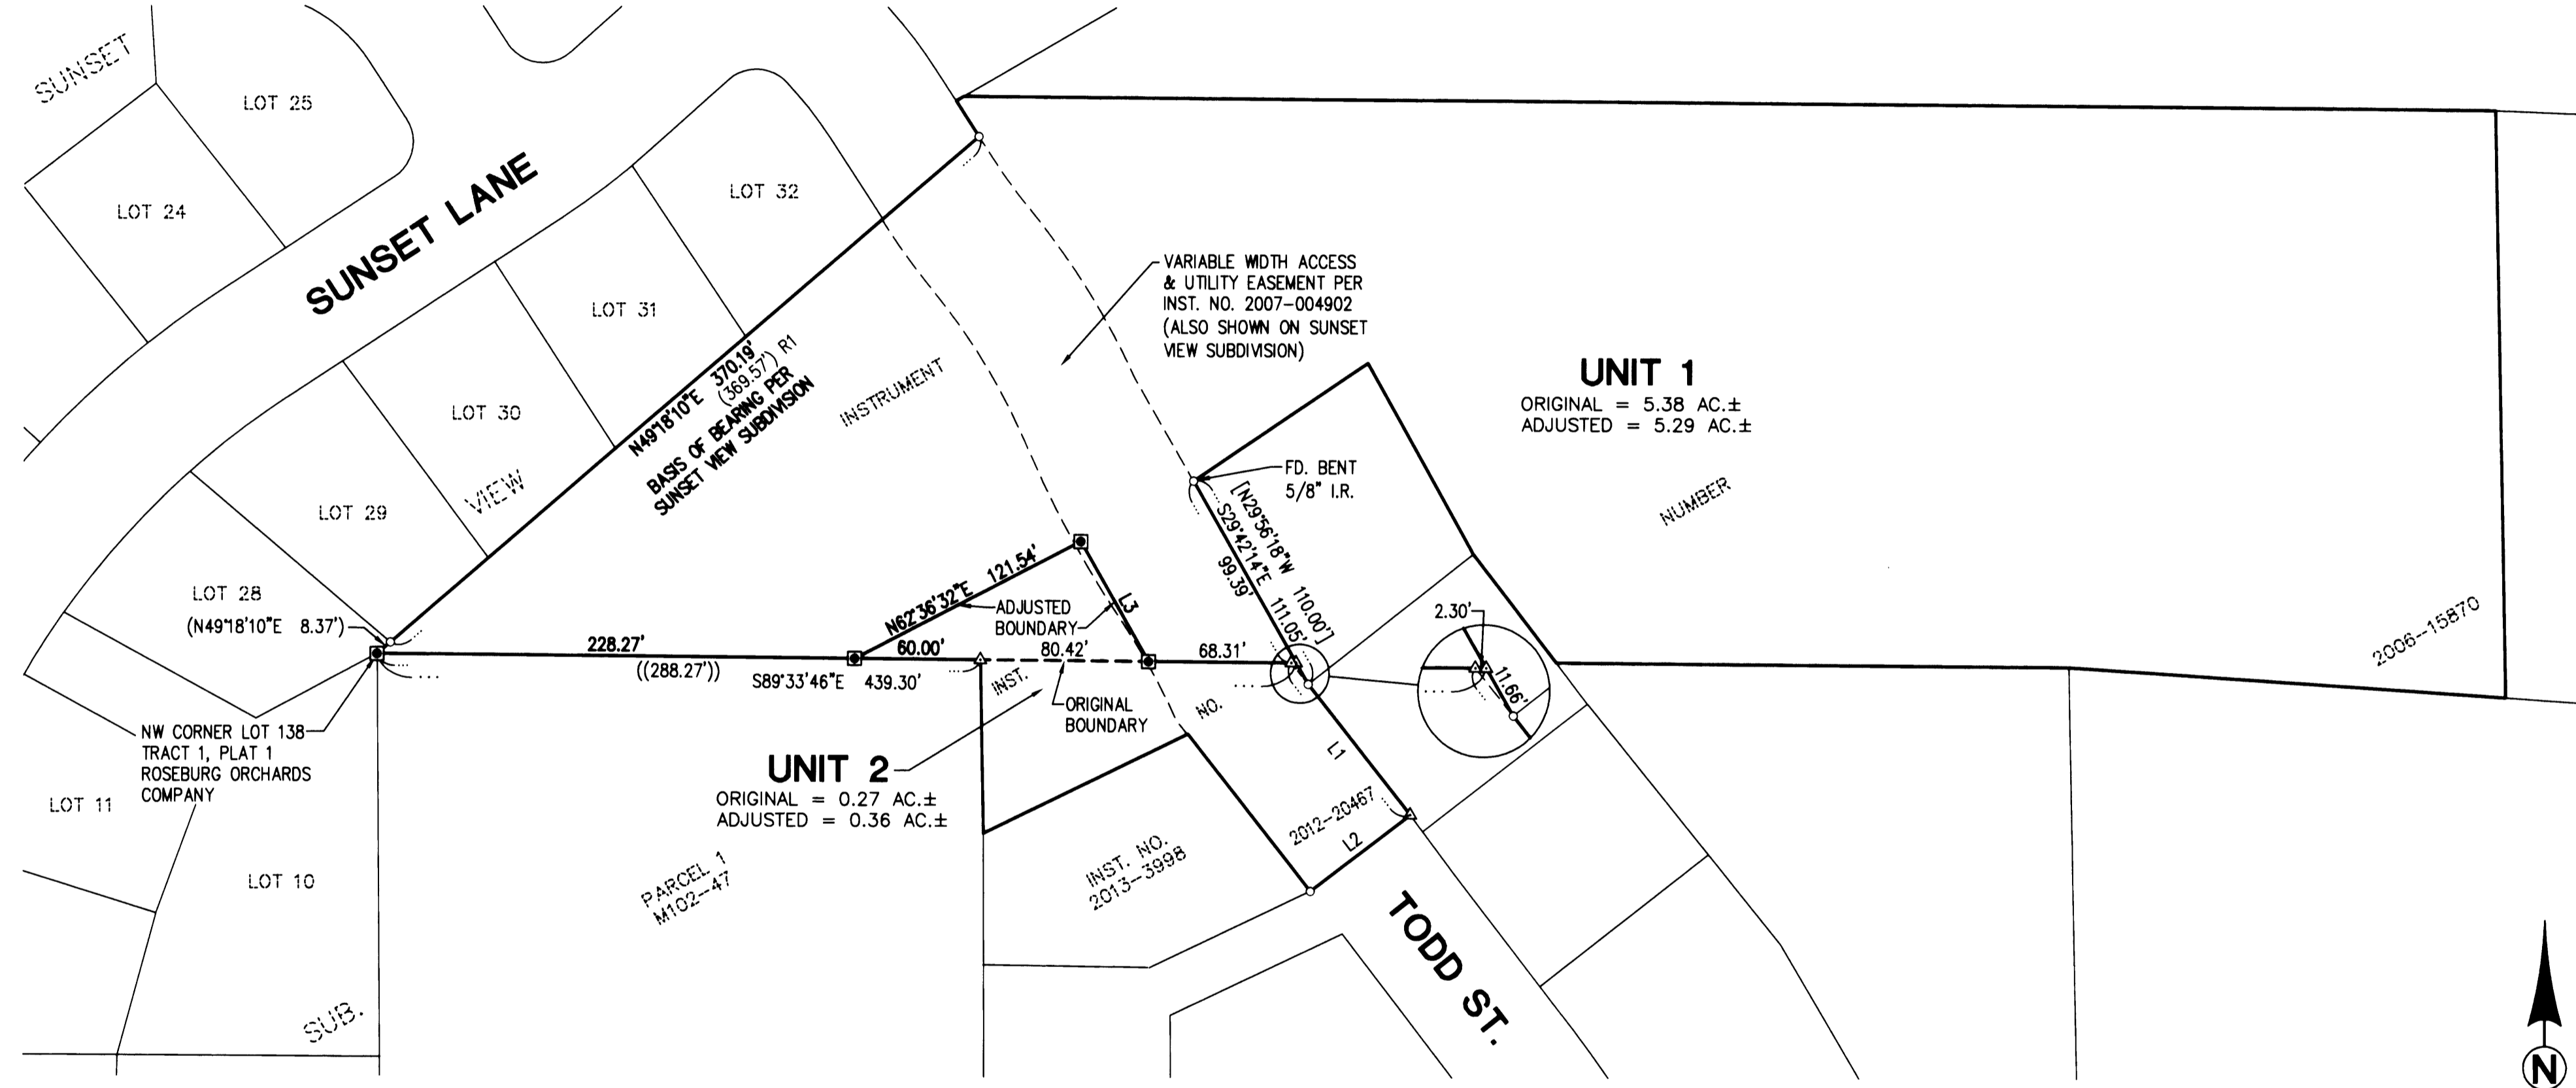 SUNSET
LOT 25
LOT 24
SUNSET LANE
LOT 32
LOT 31
LOT 30
LOT 29
LOT 28
VIEW
(N49°18'10"E 8.37')
N49°18'10"E 370.19'
(369.57') R1
BASIS OF BEARING PER
SUNSET VIEW SUBDIVISION
INSTRUMENT
VARIABLE WIDTH ACCESS
& UTILITY EASEMENT PER
INST. NO. 2007-004902
(ALSO SHOWN ON SUNSET
VIEW SUBDIVISION)
UNIT 1
ORIGINAL = 5.38 AC.±
ADJUSTED = 5.29 AC.±
FD. BENT
5/8" I.R.
NUMBER
2006-15870
[N29°56'18"W 110.00']
S29°42'14"E 111.05'
99.39'
2.30'
11.66'
N62°36'32"E 121.54'
ADJUSTED
BOUNDARY
L3
228.27'
((288.27'))
60.00'
80.42'
68.31'
S89°33'46"E 439.30'
INST.
NO.
2012-20467
ORIGINAL
BOUNDARY
L1
L2
NW CORNER LOT 138
TRACT 1, PLAT 1
ROSEBURG ORCHARDS
COMPANY
UNIT 2
ORIGINAL = 0.27 AC.±
ADJUSTED = 0.36 AC.±
LOT 11
LOT 10
PARCEL 1
M102-47
INST. NO.
2013-3998
SUB.
TODD ST.
N